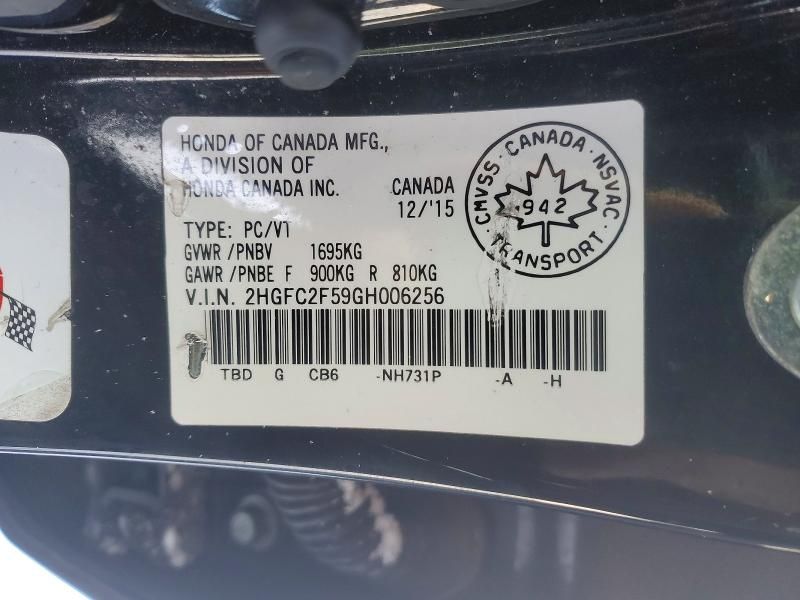 HONDA OF CANADA MFG.,
A DIVISION OF
HONDA CANADA INC.
CANADA
12/'15
TYPE: PC/VT
GVWR/PNBV 1695KG
GAWR/PNBE F 900KG R 810KG
V.I.N. 2HGFC2F59GH006256
TBD G CB6 -NH731P -A -H
CMVSS · CANADA · NSVAC
942
TRANSPORT